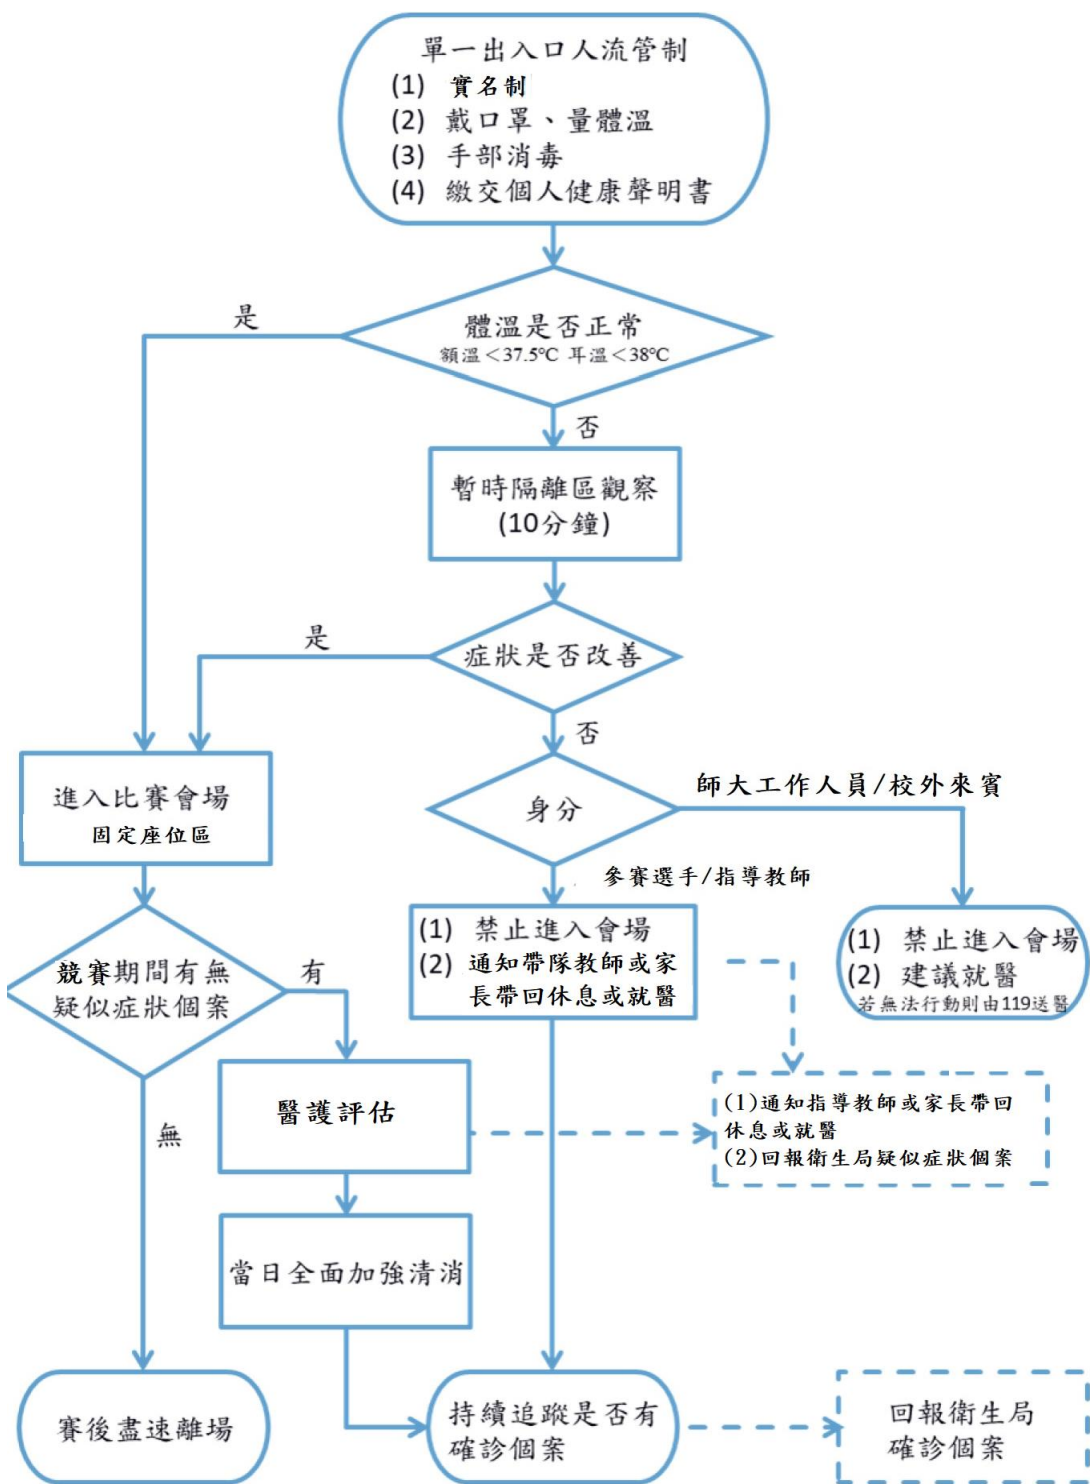 單一出入口人流管制
(1) 實名制
(2) 戴口罩、量體溫
(3) 手部消毒
(4) 繳交個人健康聲明書
是
體溫是否正常
額溫<37.5℃ 耳溫<38℃
否
暫時隔離區觀察
(10分鐘)
是
症狀是否改善
否
進入比賽會場
固定座位區
身分
師大工作人員/校外來賓
參賽選手/指導教師
(1) 禁止進入會場
(2) 通知帶隊教師或家
長帶回休息或就醫
(1) 禁止進入會場
(2) 建議就醫
若無法行動則由119送醫
競賽期間有無
疑似症狀個案
有
無
醫護評估
(1)通知指導教師或家長帶回
休息或就醫
(2)回報衛生局疑似症狀個案
當日全面加強清消
賽後盡速離場
持續追蹤是否有
確診個案
回報衛生局
確診個案